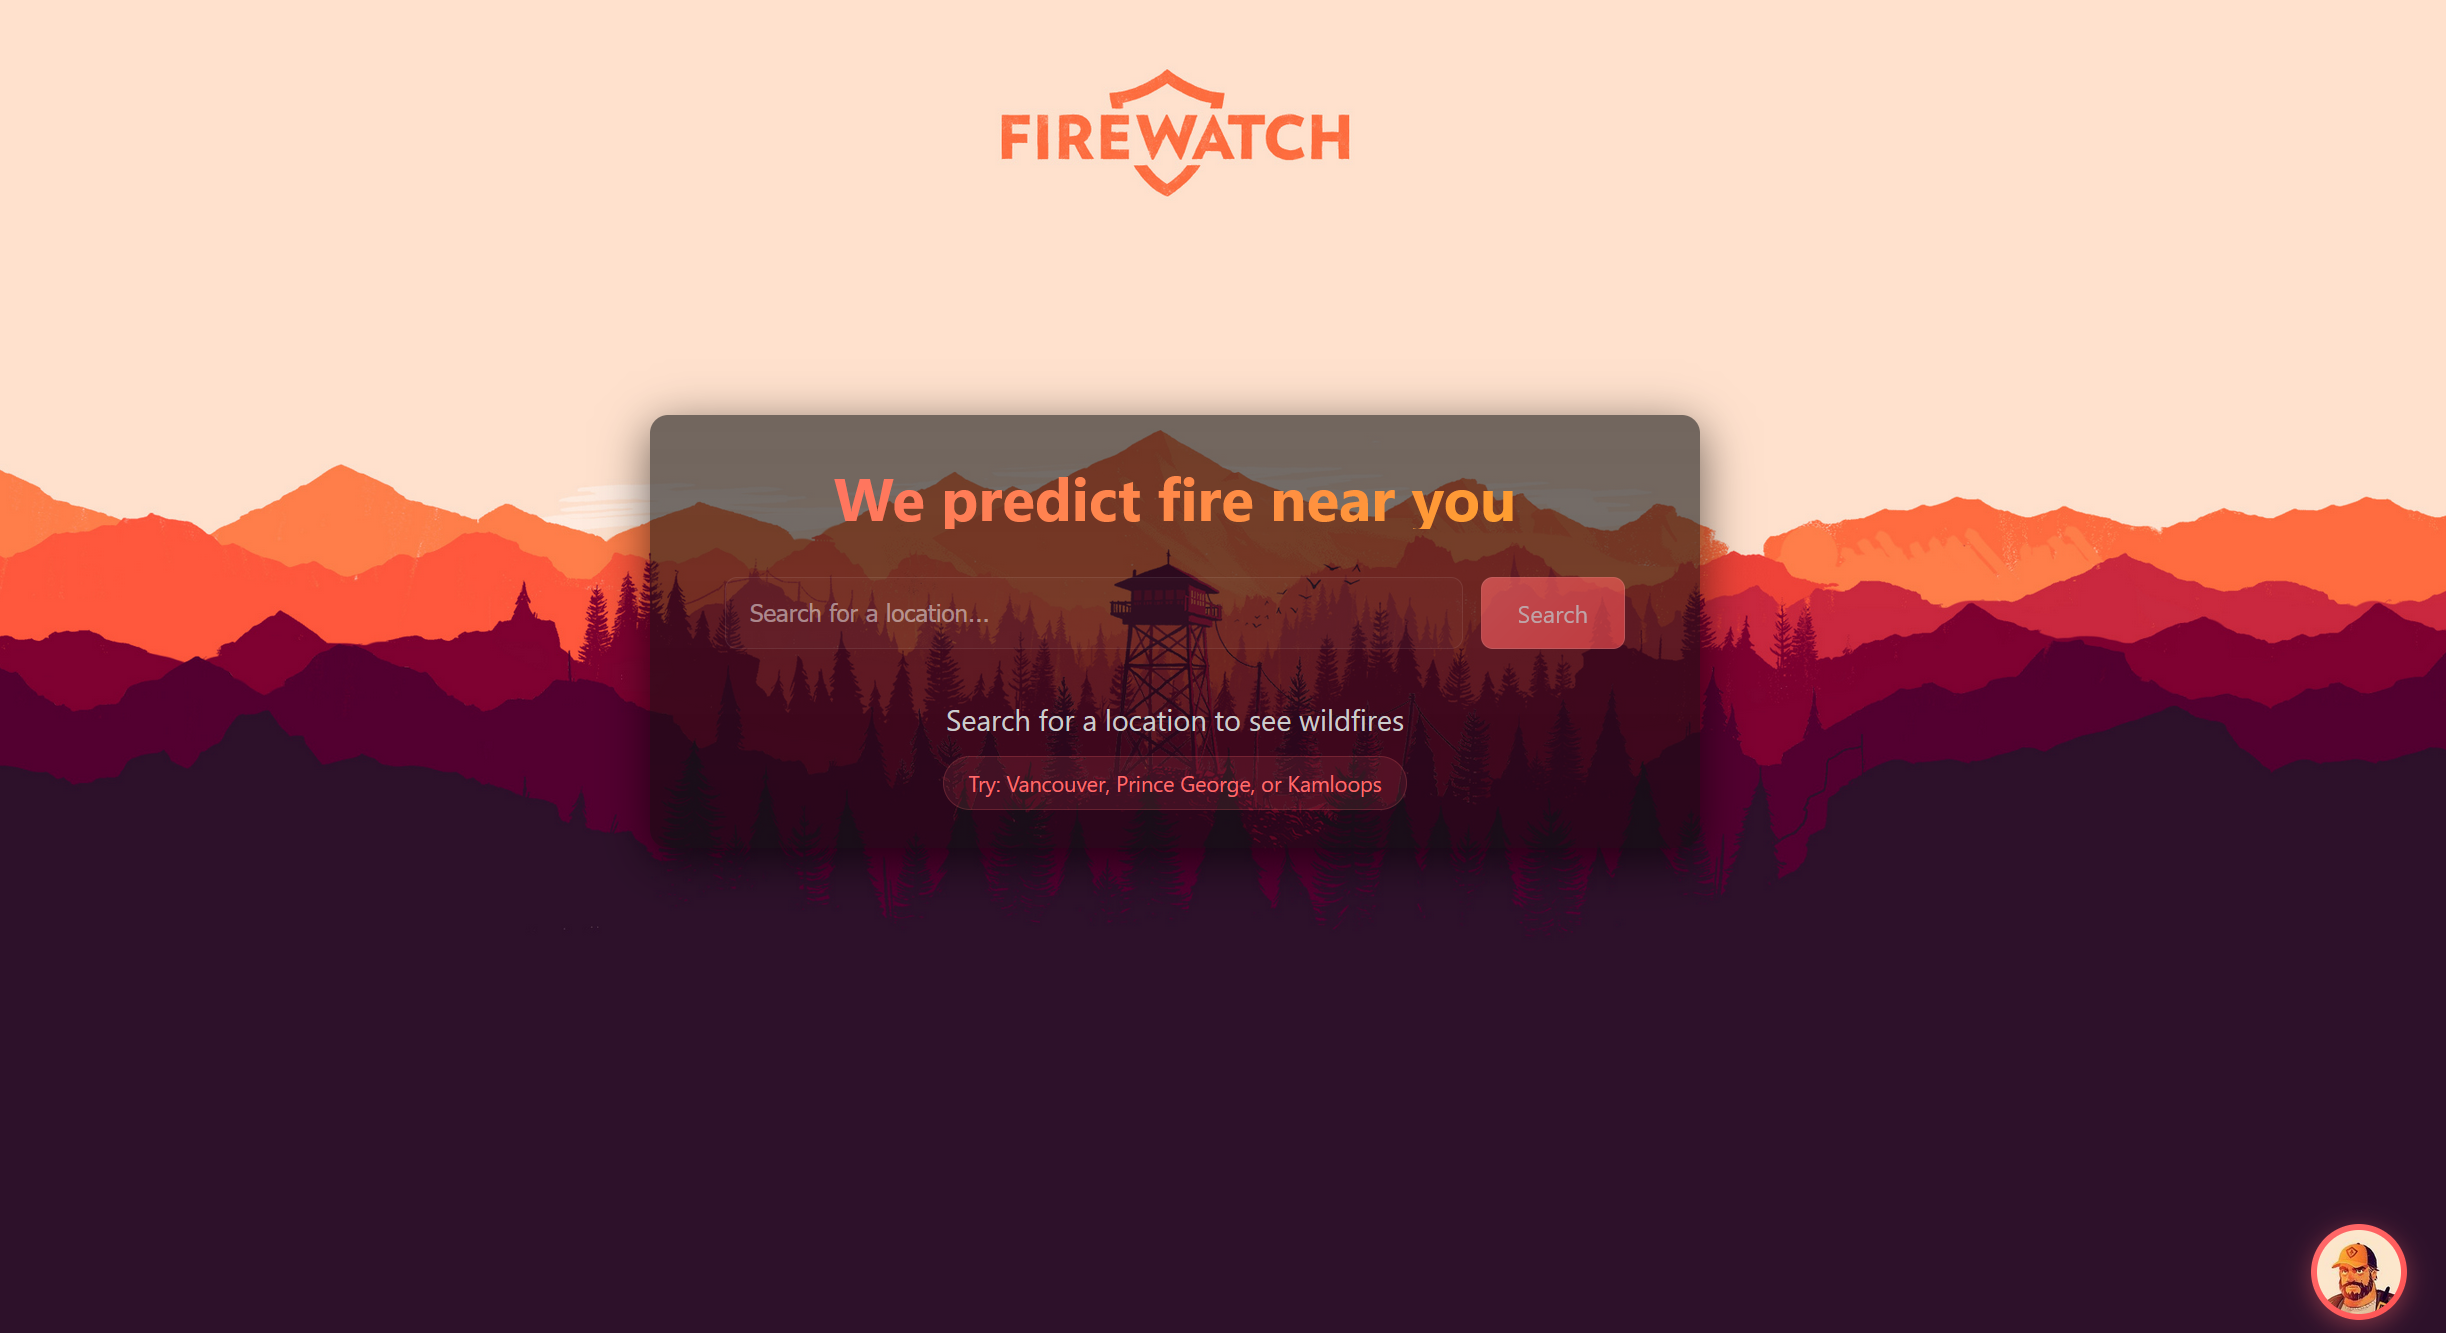 FIREWATCH
We predict fire near you
Search for a location...
Search
Search for a location to see wildfires
Try: Vancouver, Prince George, or Kamloops